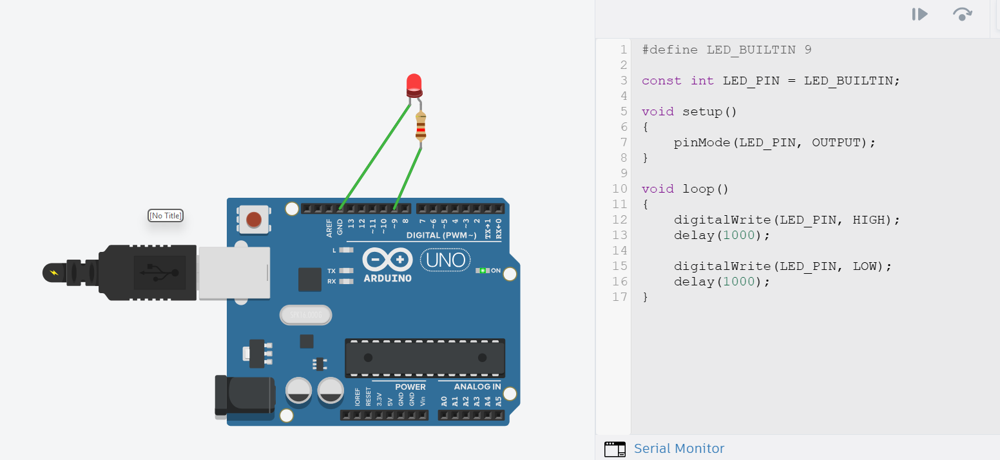 [No Title]
AREF
GND
13
12
~11
~10
~9
8
7
~6
~5
4
~3
2
TX→1
RX←0
DIGITAL (PWM~)
L
TX
RX
UNO
ARDUINO
ON
POWER
ANALOG IN
IOREF
RESET
3.3V
5V
GND
GND
Vin
A0
A1
A2
A3
A4
A5
1 #define LED_BUILTIN 9
2
3 const int LED_PIN = LED_BUILTIN;
4
5 void setup()
6 {
7 pinMode(LED_PIN, OUTPUT);
8 }
9
10 void loop()
11 {
12 digitalWrite(LED_PIN, HIGH);
13 delay(1000);
14
15 digitalWrite(LED_PIN, LOW);
16 delay(1000);
17 }
Serial Monitor